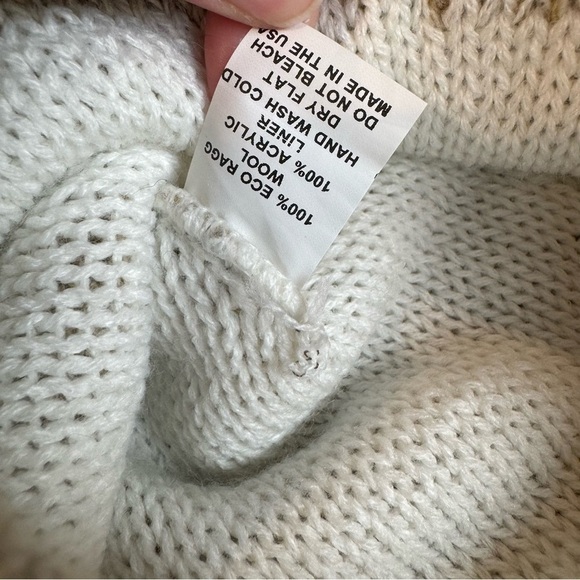 100% ECO RAGG
WOOL
100% ACRYLIC
LINER
HAND WASH COLD
DRY FLAT
DO NOT BLEACH
MADE IN THE USA